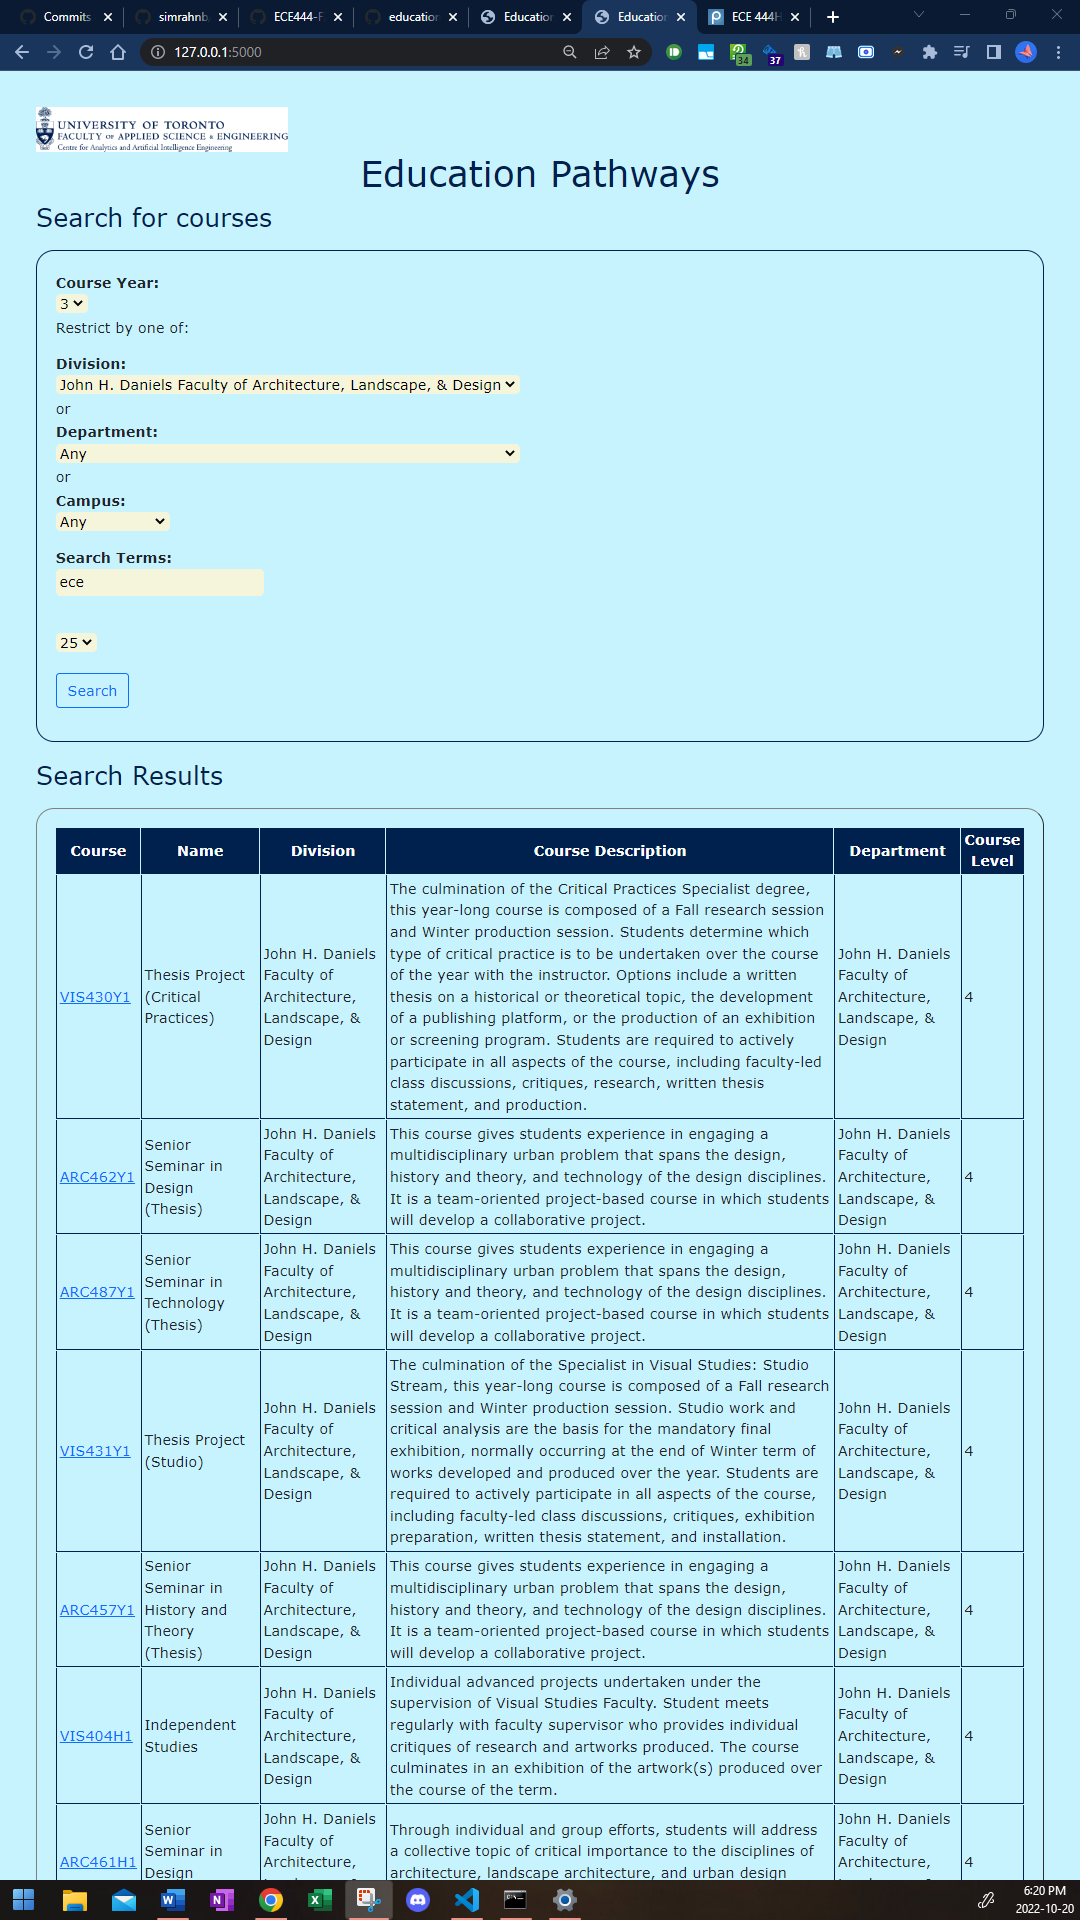 Commits
simrahnb
ECE444-F
education
Education
Education
ECE 444H
127.0.0.1:5000
34
37
UNIVERSITY OF TORONTO
FACULTY OF APPLIED SCIENCE & ENGINEERING
Centre for Analytics and Artificial Intelligence Engineering
Education Pathways
Search for courses
Course Year:
3
Restrict by one of:
Division:
John H. Daniels Faculty of Architecture, Landscape, & Design
or
Department:
Any
or
Campus:
Any
Search Terms:
ece
25
Search
Search Results
Course Name Division Course Description Department Course Level
VIS430Y1
Thesis Project
(Critical
Practices)
John H. Daniels
Faculty of
Architecture,
Landscape, &
Design
The culmination of the Critical Practices Specialist degree,
this year-long course is composed of a Fall research session
and Winter production session. Students determine which
type of critical practice is to be undertaken over the course
of the year with the instructor. Options include a written
thesis on a historical or theoretical topic, the development
of a publishing platform, or the production of an exhibition
or screening program. Students are required to actively
participate in all aspects of the course, including faculty-led
class discussions, critiques, research, written thesis
statement, and production.
John H. Daniels
Faculty of
Architecture,
Landscape, &
Design
4
ARC462Y1
Senior
Seminar in
Design
(Thesis)
John H. Daniels
Faculty of
Architecture,
Landscape, &
Design
This course gives students experience in engaging a
multidisciplinary urban problem that spans the design,
history and theory, and technology of the design disciplines.
It is a team-oriented project-based course in which students
will develop a collaborative project.
John H. Daniels
Faculty of
Architecture,
Landscape, &
Design
4
ARC487Y1
Senior
Seminar in
Technology
(Thesis)
John H. Daniels
Faculty of
Architecture,
Landscape, &
Design
This course gives students experience in engaging a
multidisciplinary urban problem that spans the design,
history and theory, and technology of the design disciplines.
It is a team-oriented project-based course in which students
will develop a collaborative project.
John H. Daniels
Faculty of
Architecture,
Landscape, &
Design
4
VIS431Y1
Thesis Project
(Studio)
John H. Daniels
Faculty of
Architecture,
Landscape, &
Design
The culmination of the Specialist in Visual Studies: Studio
Stream, this year-long course is composed of a Fall research
session and Winter production session. Studio work and
critical analysis are the basis for the mandatory final
exhibition, normally occurring at the end of Winter term of
works developed and produced over the year. Students are
required to actively participate in all aspects of the course,
including faculty-led class discussions, critiques, exhibition
preparation, written thesis statement, and installation.
John H. Daniels
Faculty of
Architecture,
Landscape, &
Design
4
ARC457Y1
Senior
Seminar in
History and
Theory
(Thesis)
John H. Daniels
Faculty of
Architecture,
Landscape, &
Design
This course gives students experience in engaging a
multidisciplinary urban problem that spans the design,
history and theory, and technology of the design disciplines.
It is a team-oriented project-based course in which students
will develop a collaborative project.
John H. Daniels
Faculty of
Architecture,
Landscape, &
Design
4
VIS404H1
Independent
Studies
John H. Daniels
Faculty of
Architecture,
Landscape, &
Design
Individual advanced projects undertaken under the
supervision of Visual Studies Faculty. Student meets
regularly with faculty supervisor who provides individual
critiques of research and artworks produced. The course
culminates in an exhibition of the artwork(s) produced over
the course of the term.
John H. Daniels
Faculty of
Architecture,
Landscape, &
Design
4
ARC461H1
Senior
Seminar in
Design
John H. Daniels
Faculty of
Architecture,
Through individual and group efforts, students will address
a collective topic of critical importance to the disciplines of
architecture, landscape architecture, and urban design
John H. Daniels
Faculty of
Architecture,
4
6:20 PM
2022-10-20